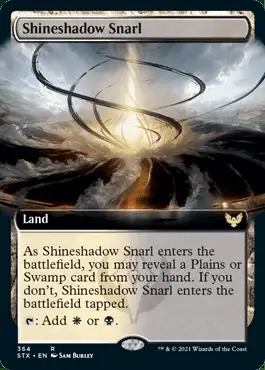 Shineshadow Snarl
Land
As Shineshadow Snarl enters the
battlefield, you may reveal a Plains or
Swamp card from your hand. If you
don't, Shineshadow Snarl enters the
battlefield tapped.
: Add or .
364 R
STX • EN SAM BURLEY
™ & © 2021 Wizards of the Coast